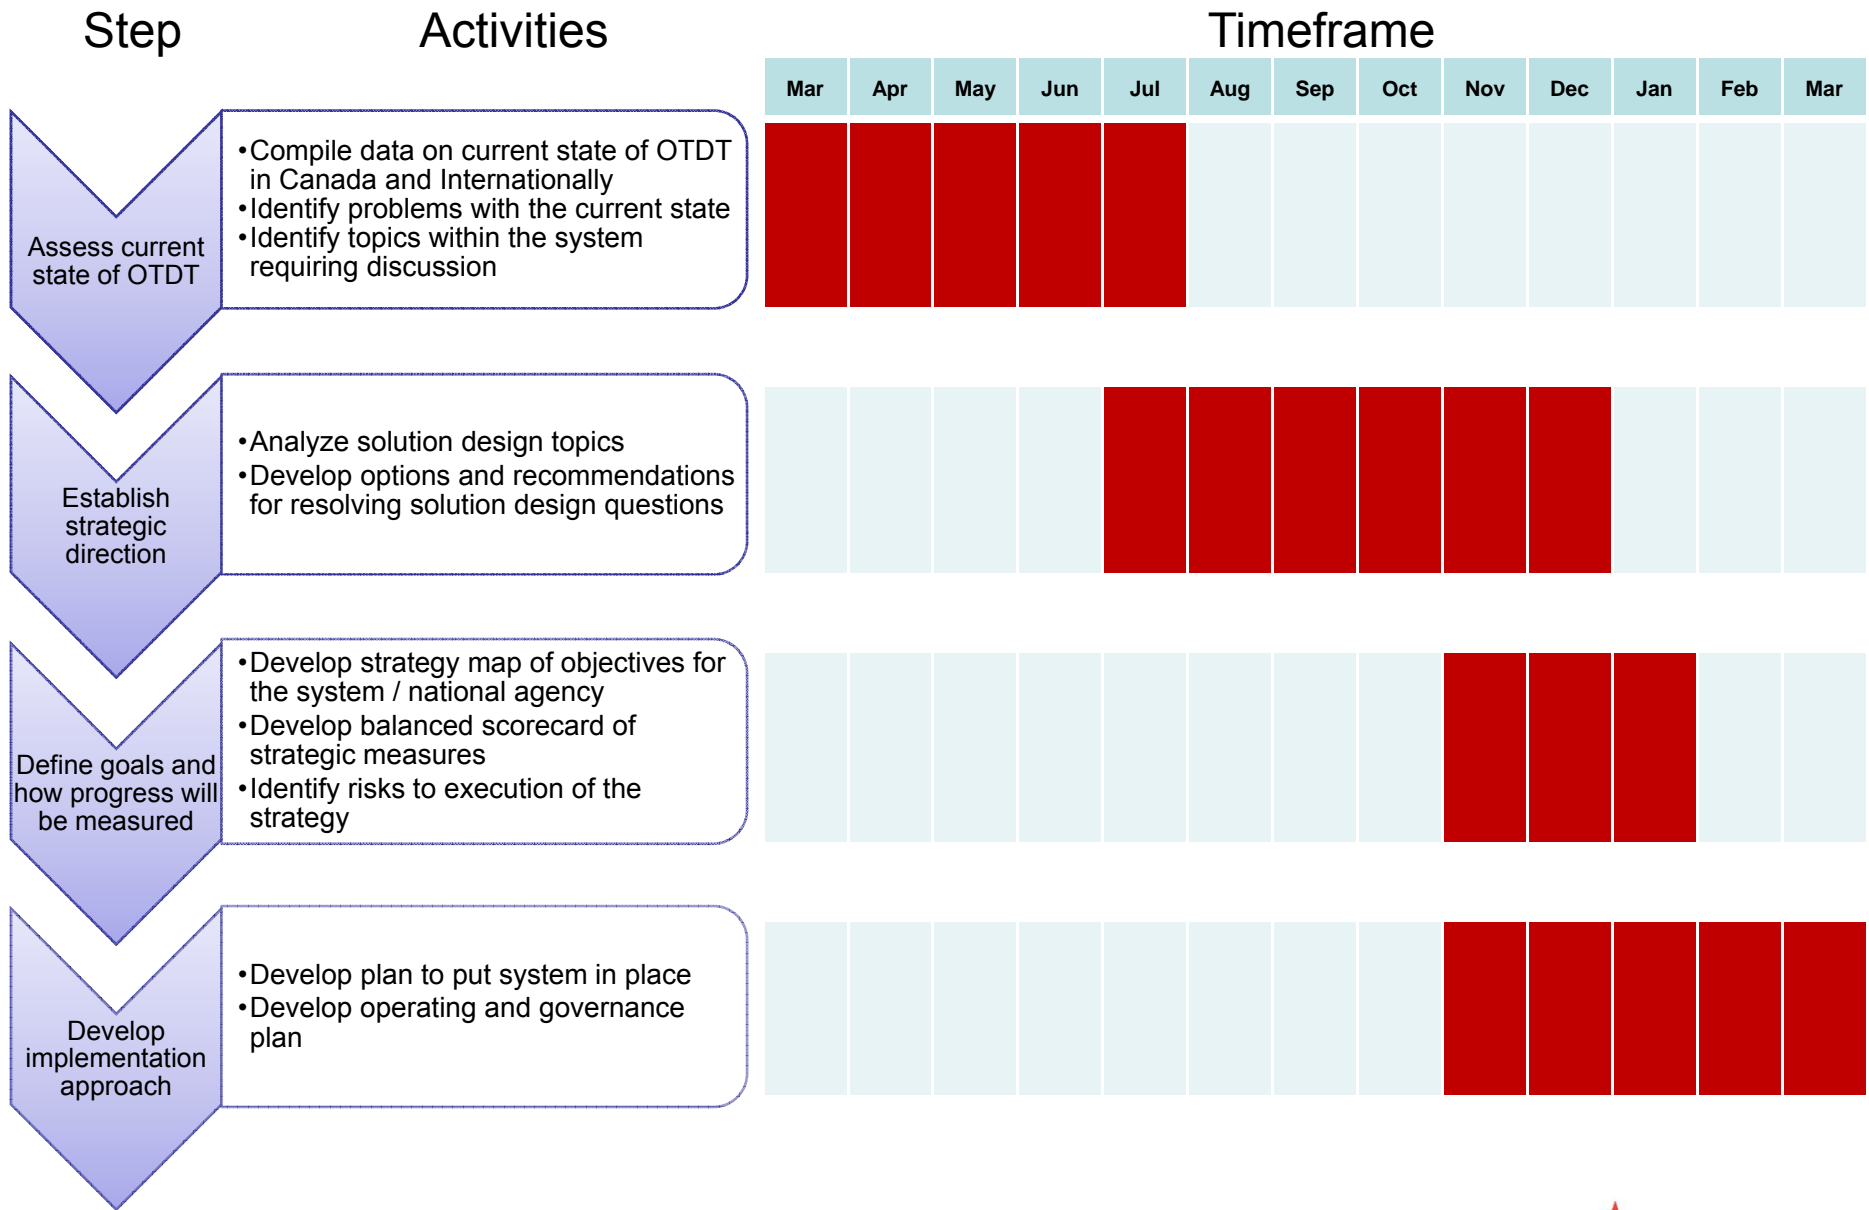 Step
Activities
Timeframe
Mar Apr May Jun Jul Aug Sep Oct Nov Dec Jan Feb Mar
Assess current
state of OTDT
•Compile data on current state of OTDT
in Canada and Internationally
•Identify problems with the current state
•Identify topics within the system
requiring discussion
Establish
strategic
direction
•Analyze solution design topics
•Develop options and recommendations
for resolving solution design questions
Define goals and
how progress will
be measured
•Develop strategy map of objectives for
the system / national agency
•Develop balanced scorecard of
strategic measures
•Identify risks to execution of the
strategy
Develop
implementation
approach
•Develop plan to put system in place
•Develop operating and governance
plan